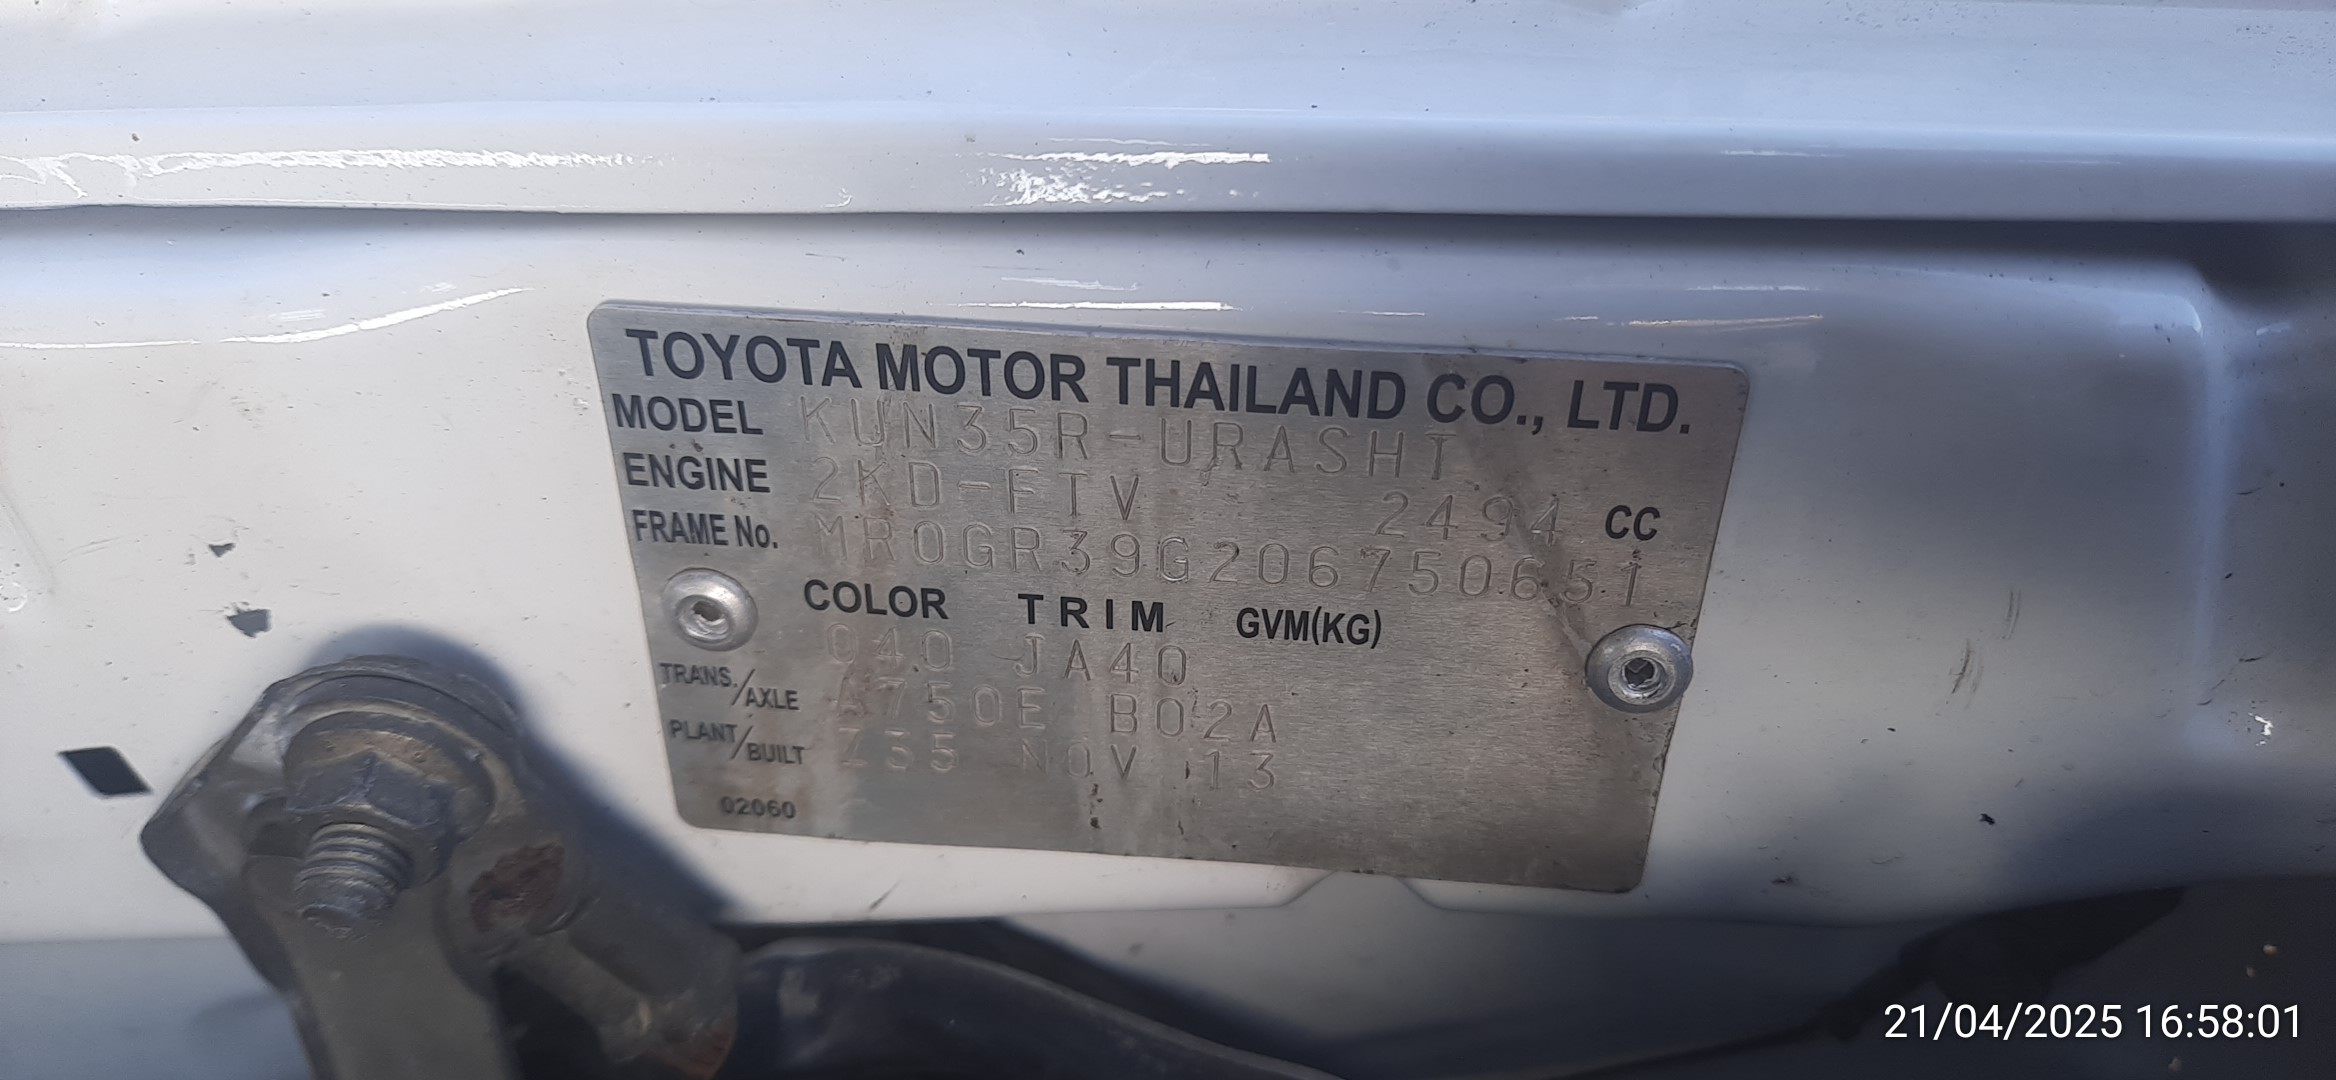 TOYOTA MOTOR THAILAND CO., LTD.
MODEL KUN35R-URASHT
ENGINE 2KD-FTV 2494 CC
FRAME No. MR0GR39G206750651
COLOR TRIM GVM(KG)
040 JA40
TRANS./AXLE A750E B02A
PLANT/BUILT Z35 NOV 13
02060
21/04/2025 16:58:01